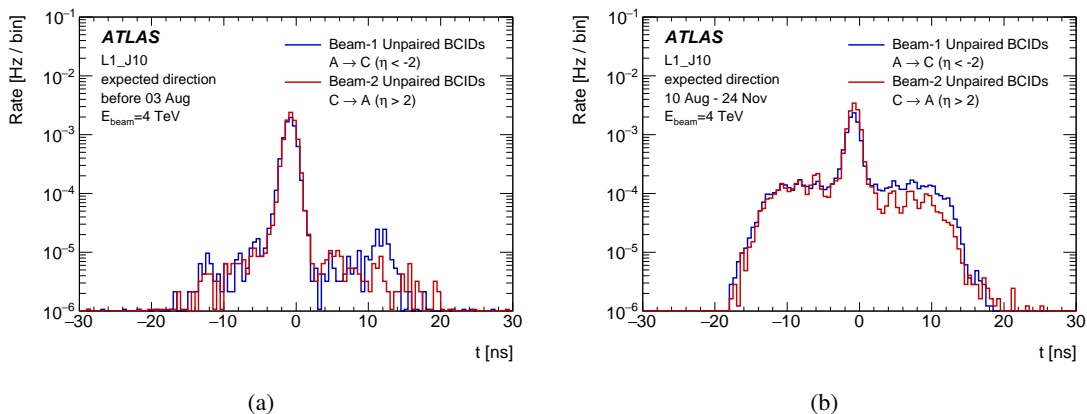 Rate [Hz / bin]
10⁻¹
10⁻²
10⁻³
10⁻⁴
10⁻⁵
10⁻⁶
ATLAS
L1_J10
expected direction
before 03 Aug
E_beam=4 TeV
Beam-1 Unpaired BCIDs
A → C (η < -2)
Beam-2 Unpaired BCIDs
C → A (η > 2)
−30 −20 −10 0 10 20 30
t [ns]
(a)
Rate [Hz / bin]
10⁻¹
10⁻²
10⁻³
10⁻⁴
10⁻⁵
10⁻⁶
ATLAS
L1_J10
expected direction
10 Aug - 24 Nov
E_beam=4 TeV
Beam-1 Unpaired BCIDs
A → C (η < -2)
Beam-2 Unpaired BCIDs
C → A (η > 2)
−30 −20 −10 0 10 20 30
t [ns]
(b)